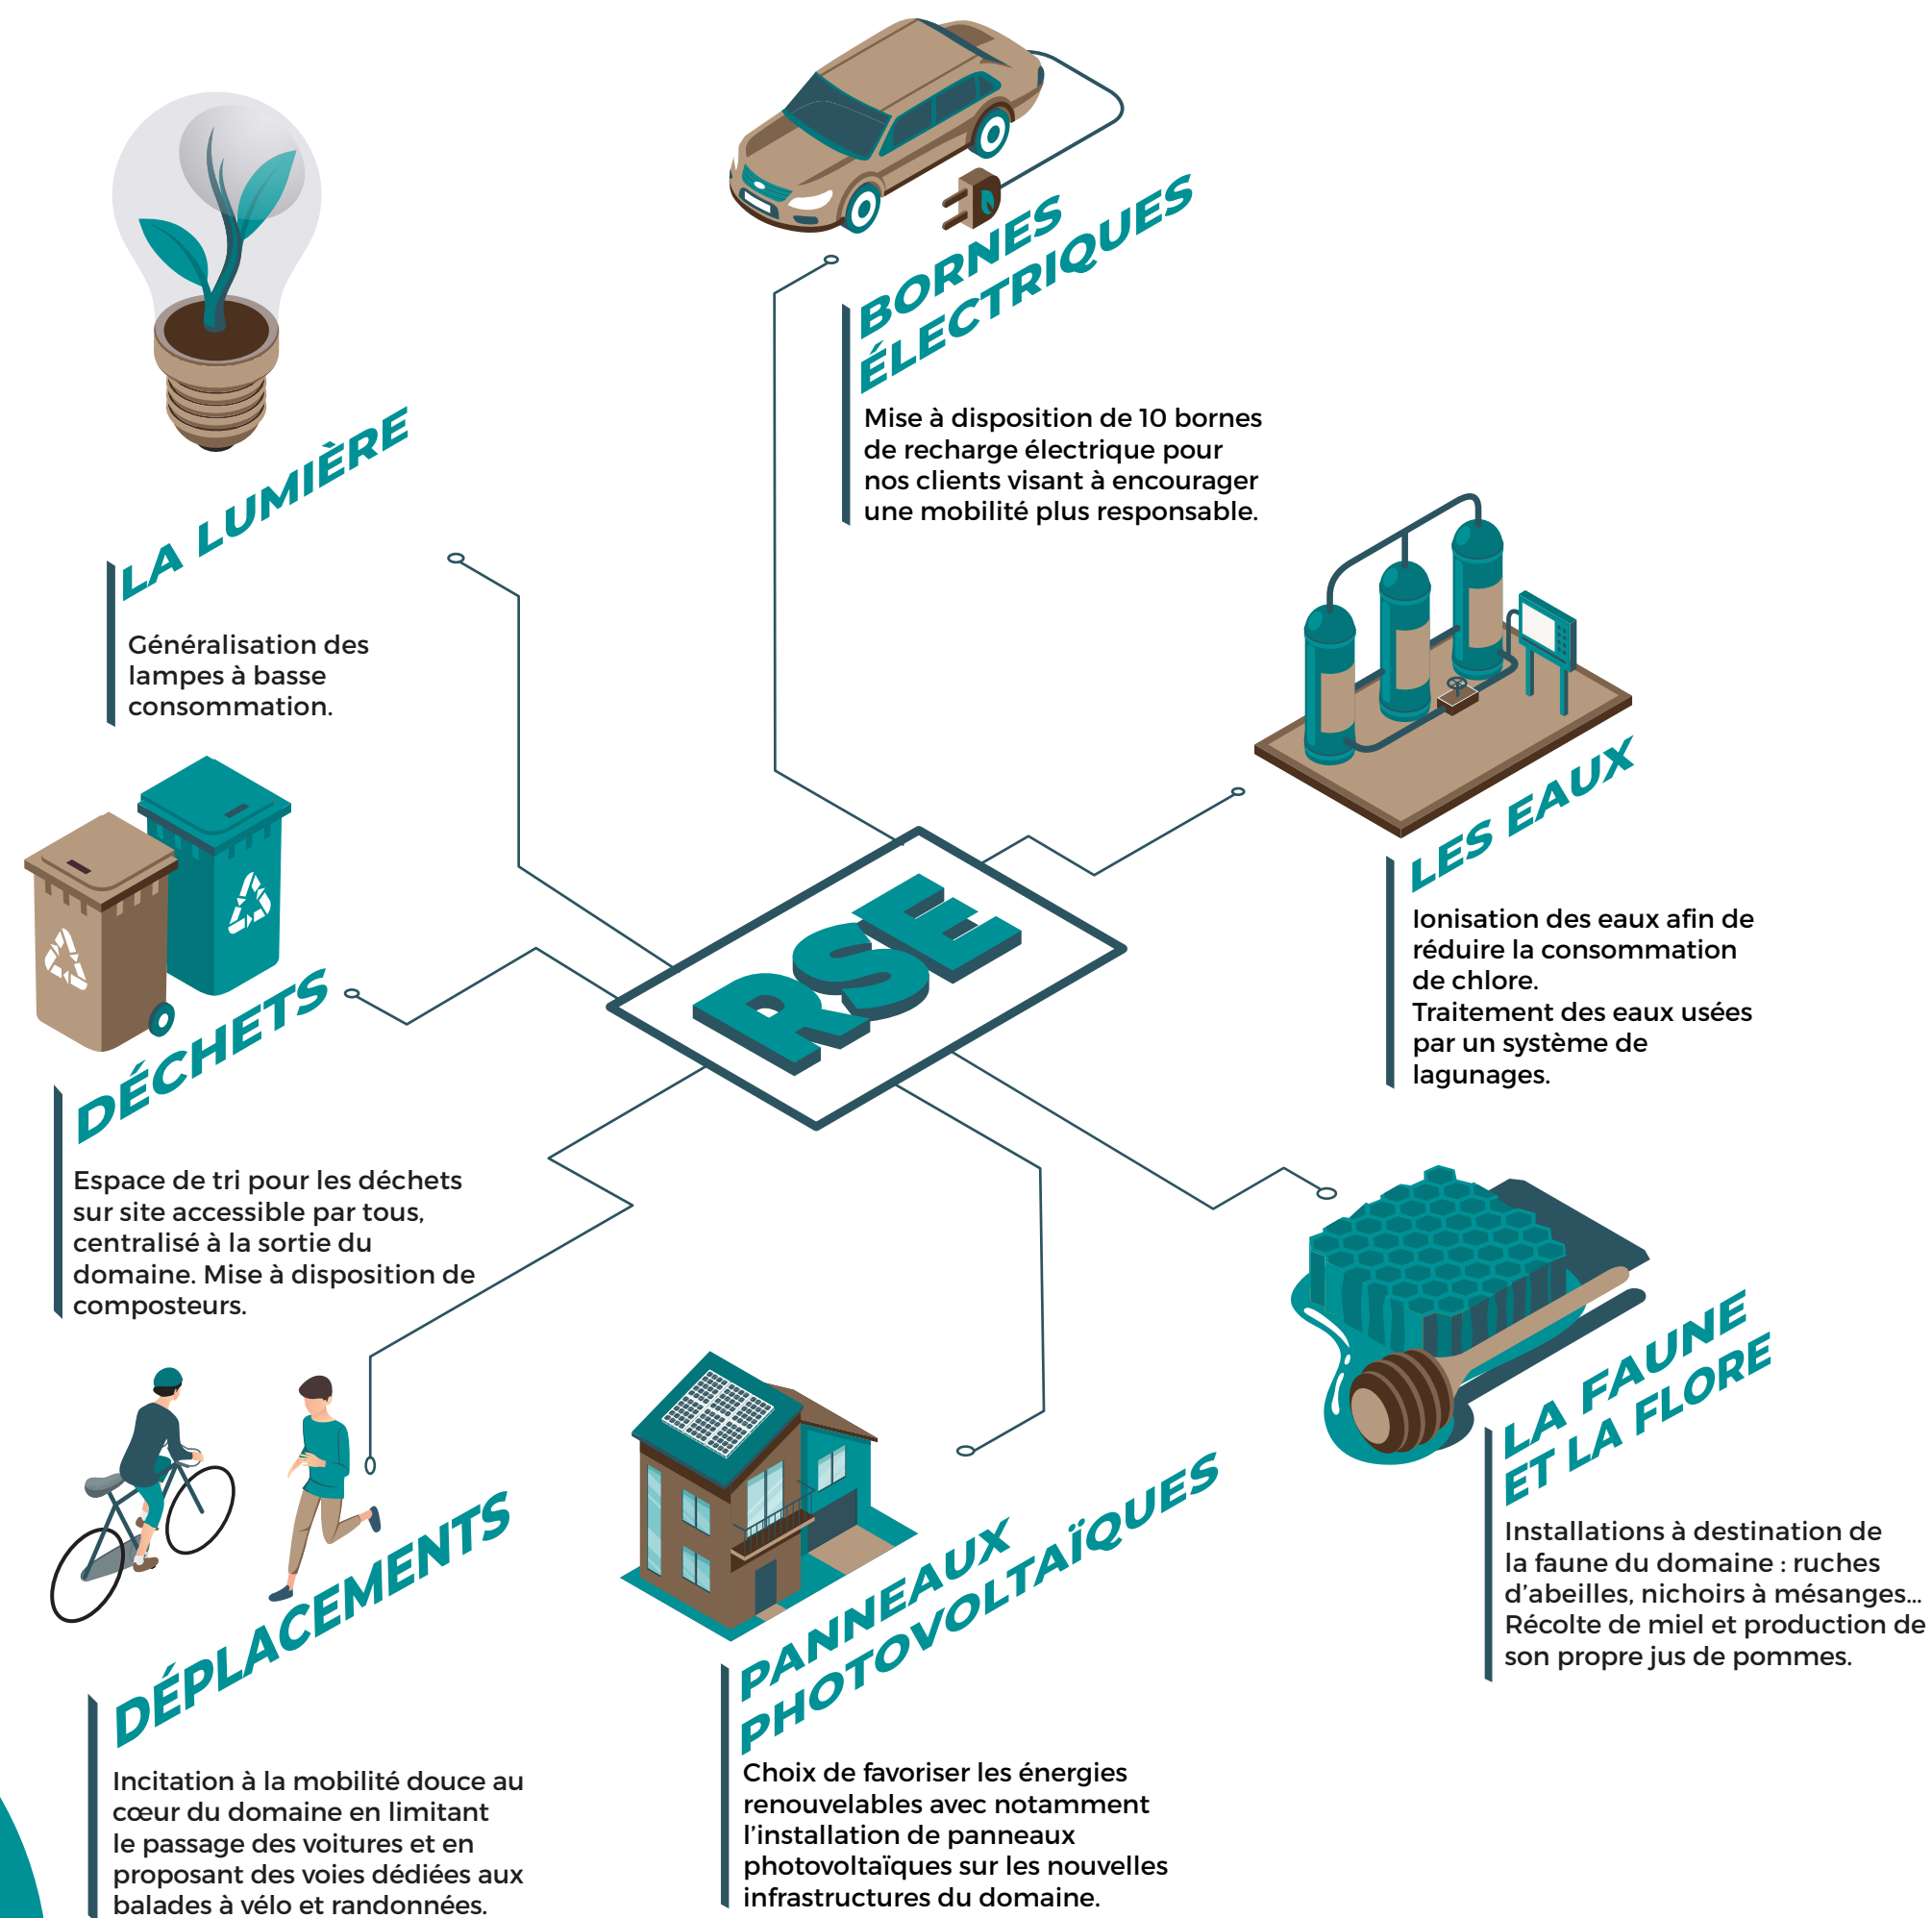 BORNES
ÉLECTRIQUES
Mise à disposition de 10 bornes
de recharge électrique pour
nos clients visant à encourager
une mobilité plus responsable.
LA LUMIÈRE
Généralisation des
lampes à basse
consommation.
LES EAUX
Ionisation des eaux afin de
réduire la consommation
de chlore.
Traitement des eaux usées
par un système de
lagunages.
RSE
DÉCHETS
Espace de tri pour les déchets
sur site accessible par tous,
centralisé à la sortie du
domaine. Mise à disposition de
composteurs.
LA FAUNE
ET LA FLORE
Installations à destination de
la faune du domaine : ruches
d’abeilles, nichoirs à mésanges...
Récolte de miel et production de
son propre jus de pommes.
DÉPLACEMENTS
Incitation à la mobilité douce au
cœur du domaine en limitant
le passage des voitures et en
proposant des voies dédiées aux
balades à vélo et randonnées.
PANNEAUX
PHOTOVOLTAÏQUES
Choix de favoriser les énergies
renouvelables avec notamment
l’installation de panneaux
photovoltaïques sur les nouvelles
infrastructures du domaine.